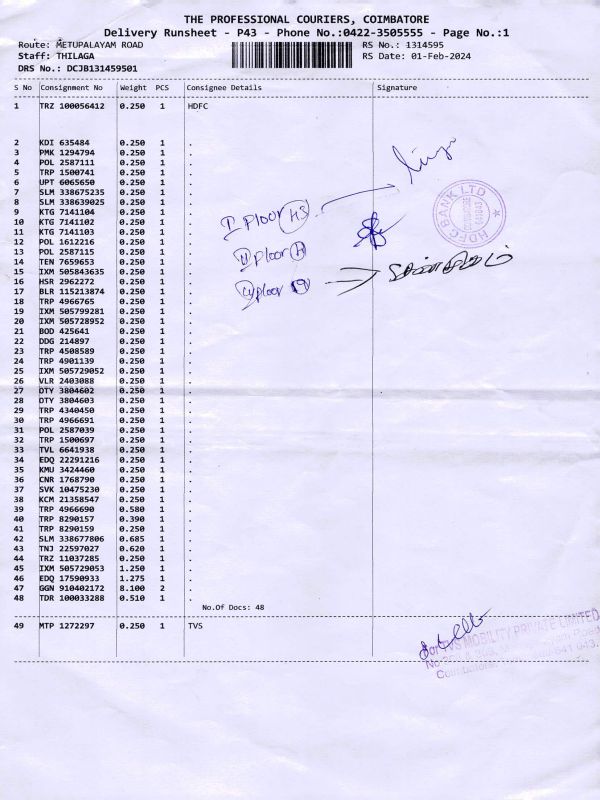 THE PROFESSIONAL COURIERS, COIMBATORE
Delivery Runsheet - P43 - Phone No.:0422-3505555 - Page No.:1
Route: METUPALAYAM ROAD RS No.: 1314595
Staff: THILAGA RS Date: 01-Feb-2024
DRS No.: DCJB131459501
S No Consignment No Weight PCS Consignee Details Signature
1 TRZ 100056412 0.250 1 HDFC
2 KDI 635484 0.250 1 .
3 PMK 1294794 0.250 1 .
4 POL 2587111 0.250 1 .
5 TRP 1500741 0.250 1 .
6 UPT 6065650 0.250 1 .
7 SLM 338675235 0.250 1 .
8 SLM 338639025 0.250 1 .
9 KTG 7141104 0.250 1 .
10 KTG 7141102 0.250 1 .
11 KTG 7141103 0.250 1 .
12 POL 1612216 0.250 1 .
13 POL 2587115 0.250 1 .
14 TEN 7659653 0.250 1 .
15 IXM 505843635 0.250 1 .
16 HSR 2962272 0.250 1 .
17 BLR 115213874 0.250 1 .
18 TRP 4966765 0.250 1 .
19 IXM 505799281 0.250 1 .
20 IXM 505728952 0.250 1 .
21 BOD 425641 0.250 1 .
22 DDG 214897 0.250 1 .
23 TRP 4508589 0.250 1 .
24 TRP 4901139 0.250 1 .
25 IXM 505729052 0.250 1 .
26 VLR 2403088 0.250 1 .
27 DTY 3804602 0.250 1 .
28 DTY 3804603 0.250 1 .
29 TRP 4340450 0.250 1 .
30 TRP 4966691 0.250 1 .
31 POL 2587039 0.250 1 .
32 TRP 1500697 0.250 1 .
33 TVL 6641938 0.250 1 .
34 EDQ 22291216 0.250 1 .
35 KMU 3424460 0.250 1 .
36 CNR 1768790 0.250 1 .
37 SVK 10475230 0.250 1 .
38 KCM 21358547 0.250 1 .
39 TRP 4966690 0.580 1 .
40 TRP 8290157 0.390 1 .
41 TRP 8290159 0.250 1 .
42 SLM 338677806 0.685 1 .
43 TNJ 22597027 0.620 1 .
44 TRZ 11037285 0.250 1 .
45 IXM 505729053 1.250 1 .
46 EDQ 17590933 1.275 1 .
47 GGN 910402172 8.100 2 .
48 TDR 100033288 0.510 1 .
No.Of Docs: 48
49 MTP 1272297 0.250 1 TVS
I Ploor HS
II Ploor
ploor
HDFC BANK LTD
For TVS MOBILITY PRIVATE LIMITED